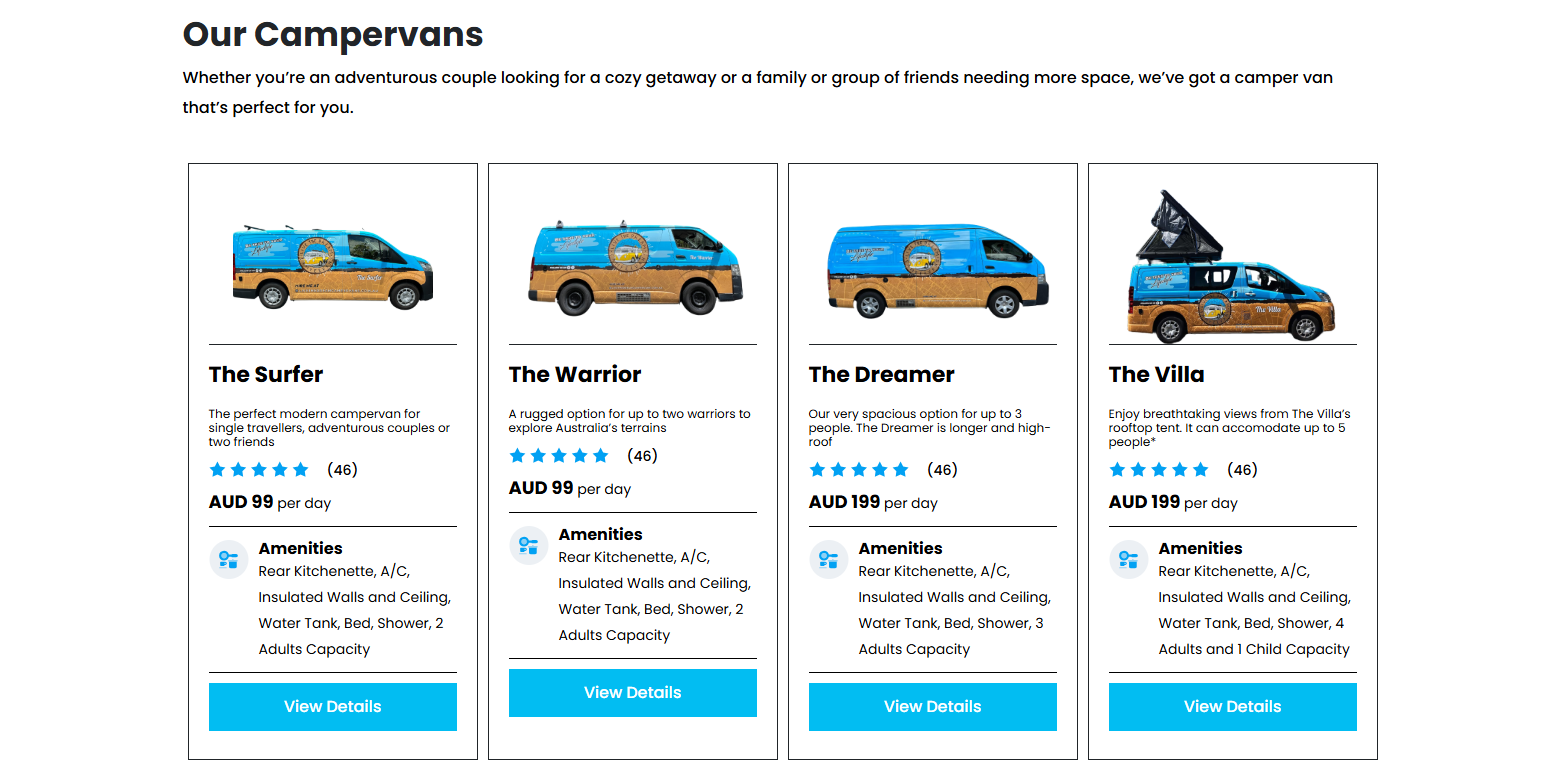 Our Campervans
Whether you’re an adventurous couple looking for a cozy getaway or a family or group of friends needing more space, we’ve got a camper van
that’s perfect for you.
The Surfer
The perfect modern campervan for
single travellers, adventurous couples or
two friends
(46)
AUD 99 per day
Amenities
Rear Kitchenette, A/C,
Insulated Walls and Ceiling,
Water Tank, Bed, Shower, 2
Adults Capacity
View Details
The Warrior
A rugged option for up to two warriors to
explore Australia’s terrains
(46)
AUD 99 per day
Amenities
Rear Kitchenette, A/C,
Insulated Walls and Ceiling,
Water Tank, Bed, Shower, 2
Adults Capacity
View Details
The Dreamer
Our very spacious option for up to 3
people. The Dreamer is longer and high-
roof
(46)
AUD 199 per day
Amenities
Rear Kitchenette, A/C,
Insulated Walls and Ceiling,
Water Tank, Bed, Shower, 3
Adults Capacity
View Details
The Villa
The Villa
Enjoy breathtaking views from The Villa’s
rooftop tent. It can accomodate up to 5
people*
(46)
AUD 199 per day
Amenities
Rear Kitchenette, A/C,
Insulated Walls and Ceiling,
Water Tank, Bed, Shower, 4
Adults and 1 Child Capacity
View Details